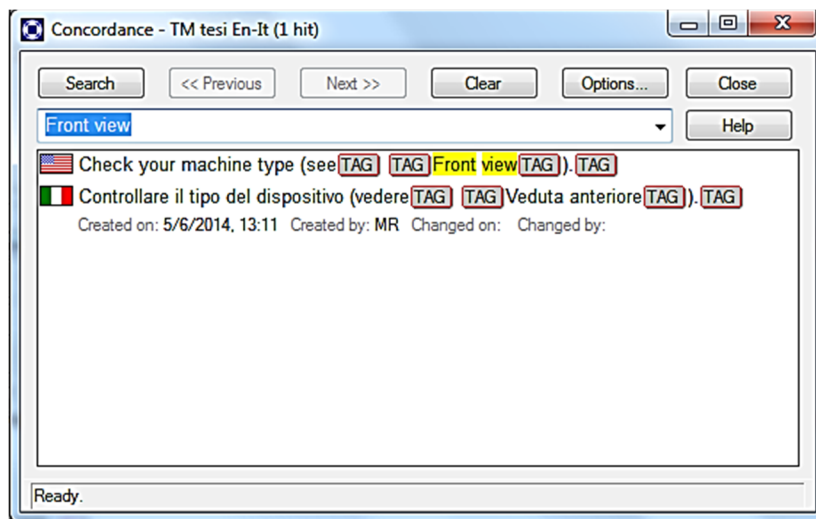 Concordance - TM tesi En-It (1 hit)
Search << Previous Next >> Clear Options... Close
Front view Help
Check your machine type (see TAG TAG Front view TAG ). TAG
Controllare il tipo del dispositivo (vedere TAG TAG Veduta anteriore TAG ). TAG
Created on: 5/6/2014, 13:11 Created by: MR Changed on: Changed by:
Ready.